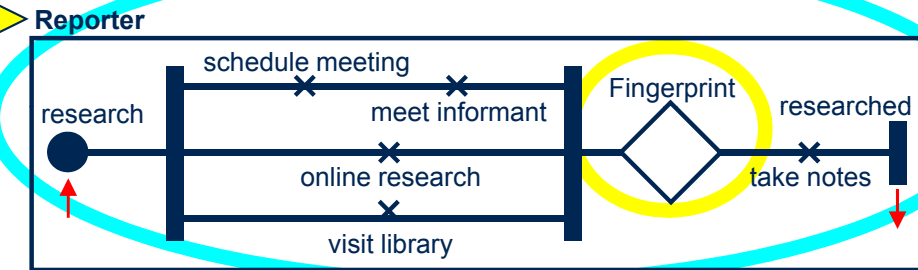 Reporter
schedule meeting
Fingerprint
research
meet informant
researched
online research
take notes
visit library